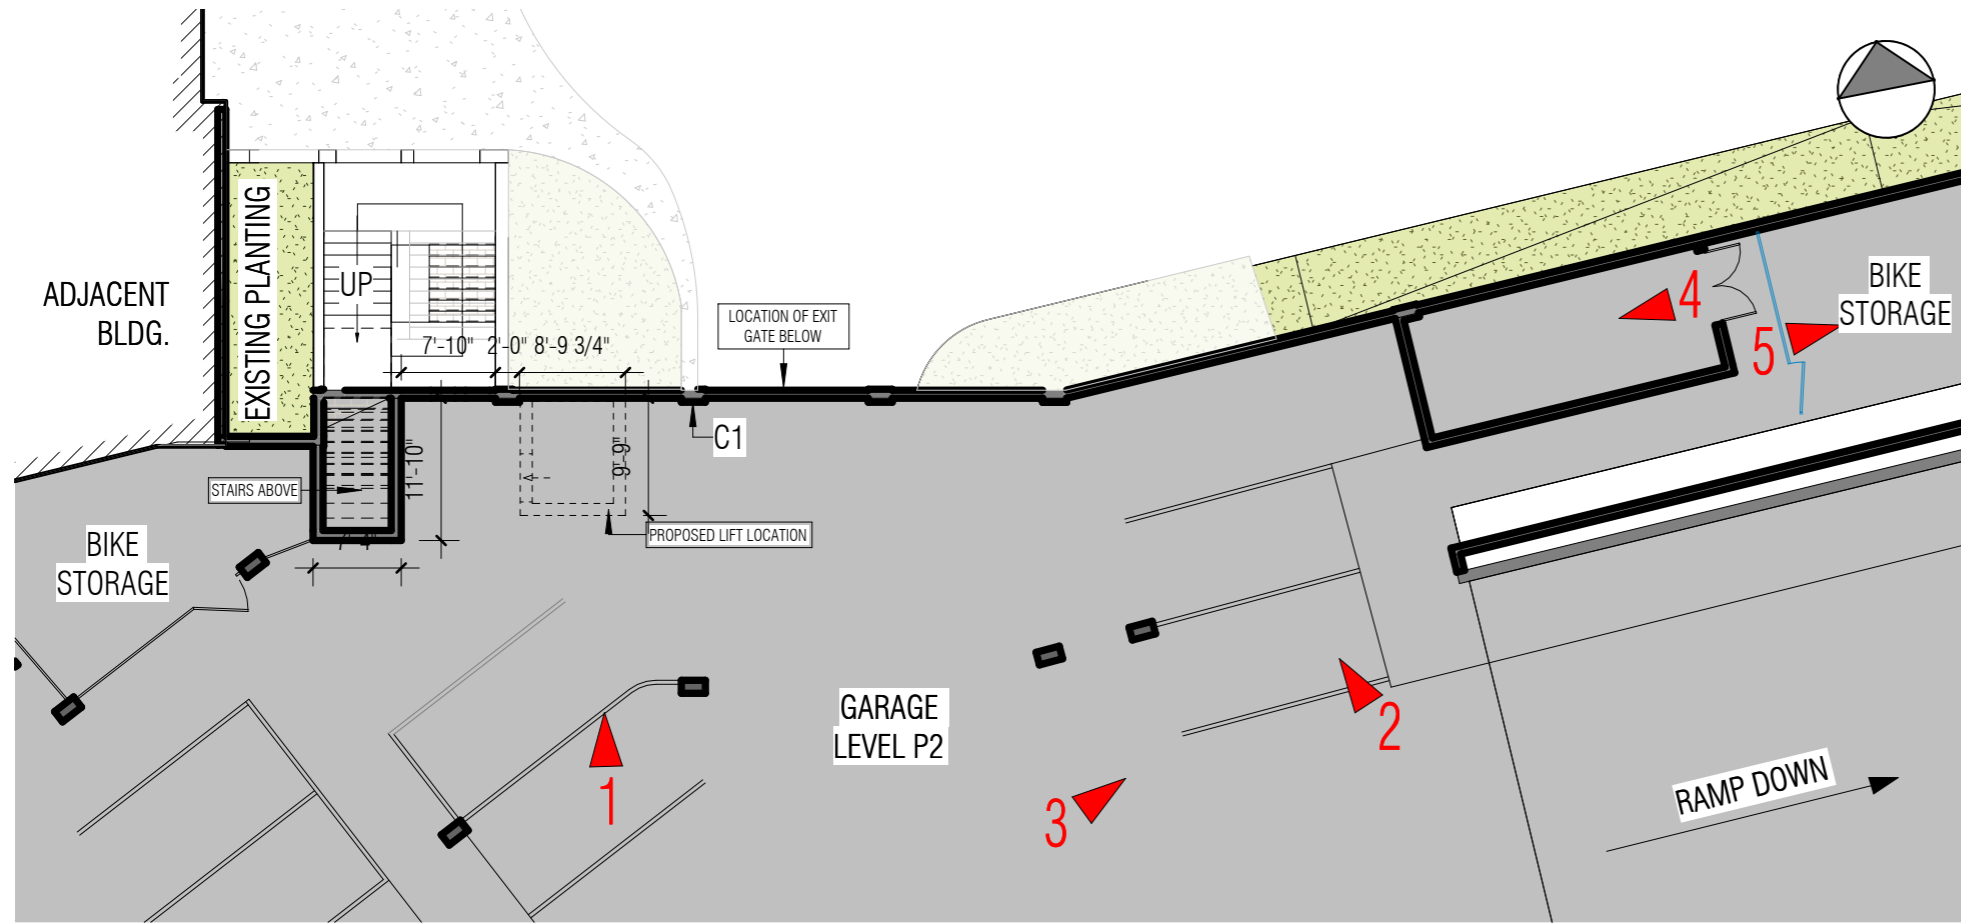 ADJACENT
BLDG.
EXISTING PLANTING
UP
7'-10" 2'-0" 8'-9 3/4"
LOCATION OF EXIT
GATE BELOW
C1
11'-10"
9'-9"
STAIRS ABOVE
PROPOSED LIFT LOCATION
BIKE
STORAGE
4
5
BIKE
STORAGE
GARAGE
LEVEL P2
1
2
3
RAMP DOWN